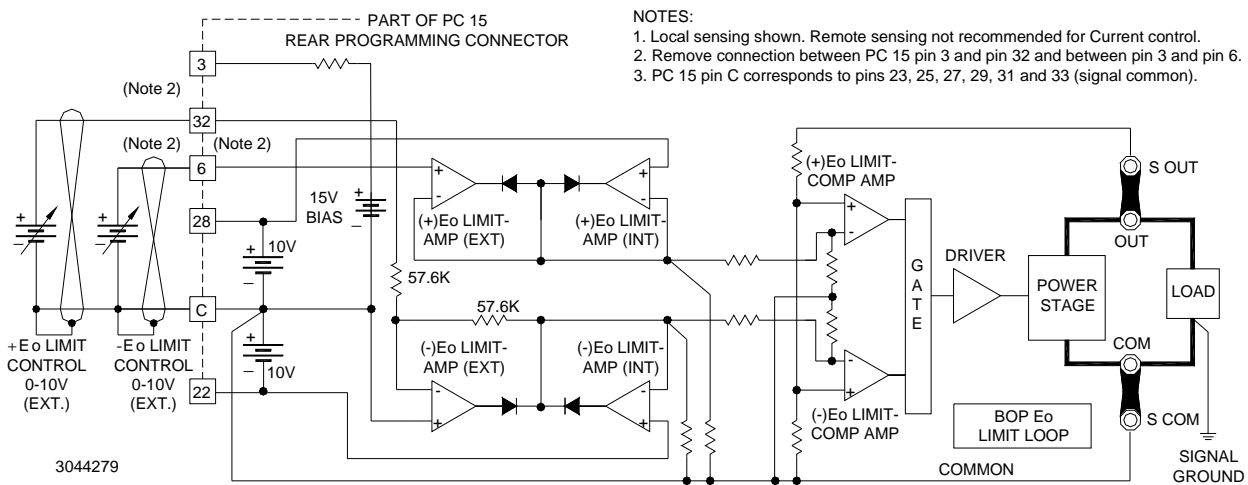 PART OF PC 15
REAR PROGRAMMING CONNECTOR
NOTES:
1. Local sensing shown. Remote sensing not recommended for Current control.
2. Remove connection between PC 15 pin 3 and pin 32 and between pin 3 and pin 6.
3. PC 15 pin C corresponds to pins 23, 25, 27, 29, 31 and 33 (signal common).
3
(Note 2)
32
(Note 2)
(Note 2)
6
28
C
22
+
–
+
–
+Eo LIMIT
CONTROL
0-10V
(EXT.)
-Eo LIMIT
CONTROL
0-10V
(EXT.)
+
10V
–
+
10V
–
15V
BIAS
+
–
57.6K
57.6K
+
-
(+)Eo LIMIT-
AMP (EXT)
+
-
(+)Eo LIMIT-
AMP (INT)
(-)Eo LIMIT-
AMP (EXT)
-
+
(-)Eo LIMIT-
AMP (INT)
-
+
(+)Eo LIMIT-
COMP AMP
+
-
-
+
(-)Eo LIMIT-
COMP AMP
G
A
T
E
DRIVER
POWER
STAGE
S OUT
OUT
LOAD
COM
S COM
BOP Eo
LIMIT LOOP
COMMON
SIGNAL
GROUND
3044279